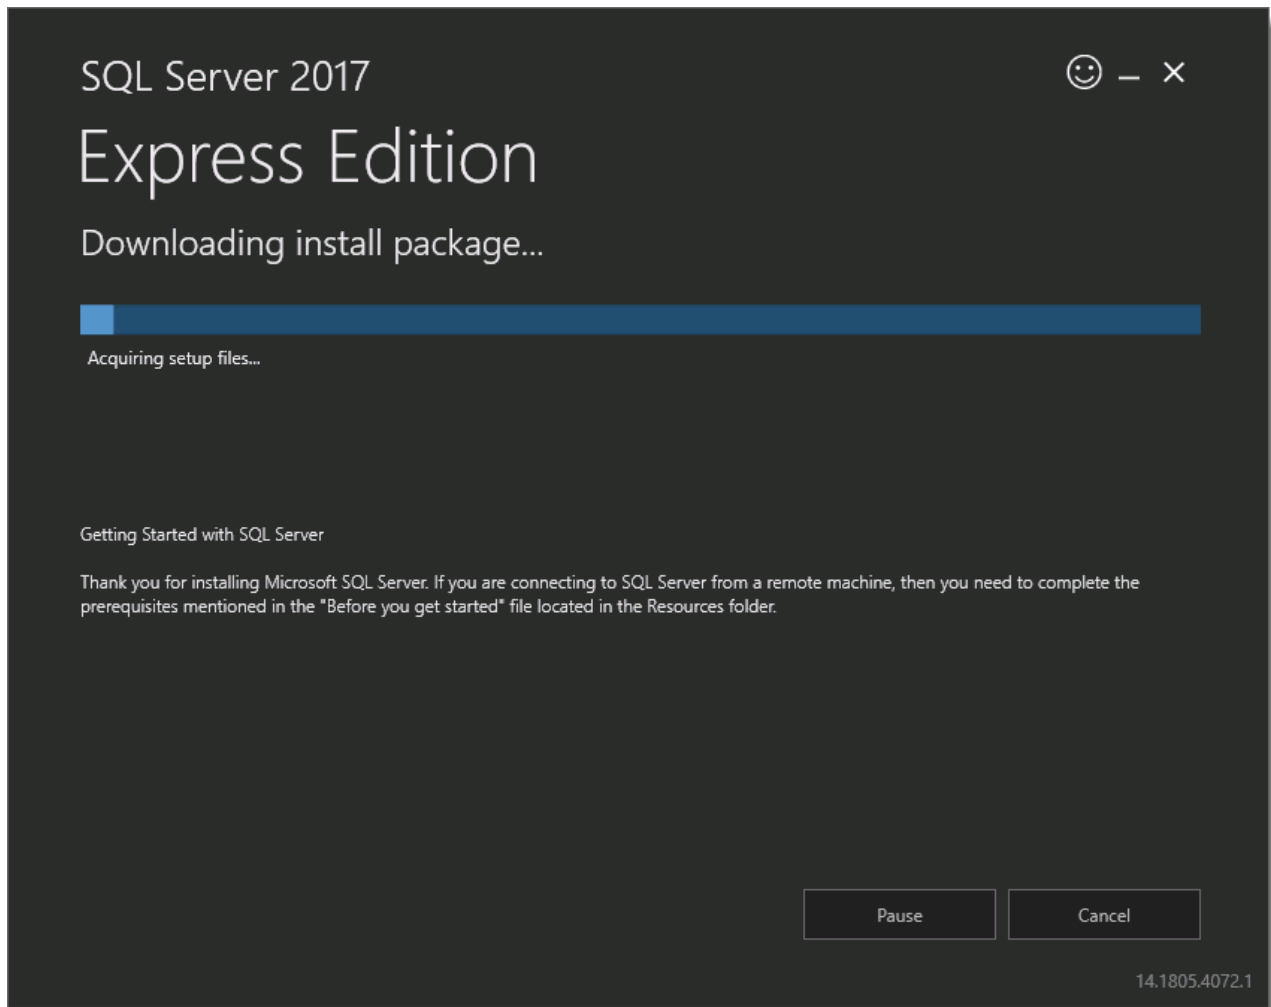 SQL Server 2017
Express Edition
Downloading install package...
Acquiring setup files...
Getting Started with SQL Server
Thank you for installing Microsoft SQL Server. If you are connecting to SQL Server from a remote machine, then you need to complete the
prerequisites mentioned in the "Before you get started" file located in the Resources folder.
Pause
Cancel
14.1805.4072.1